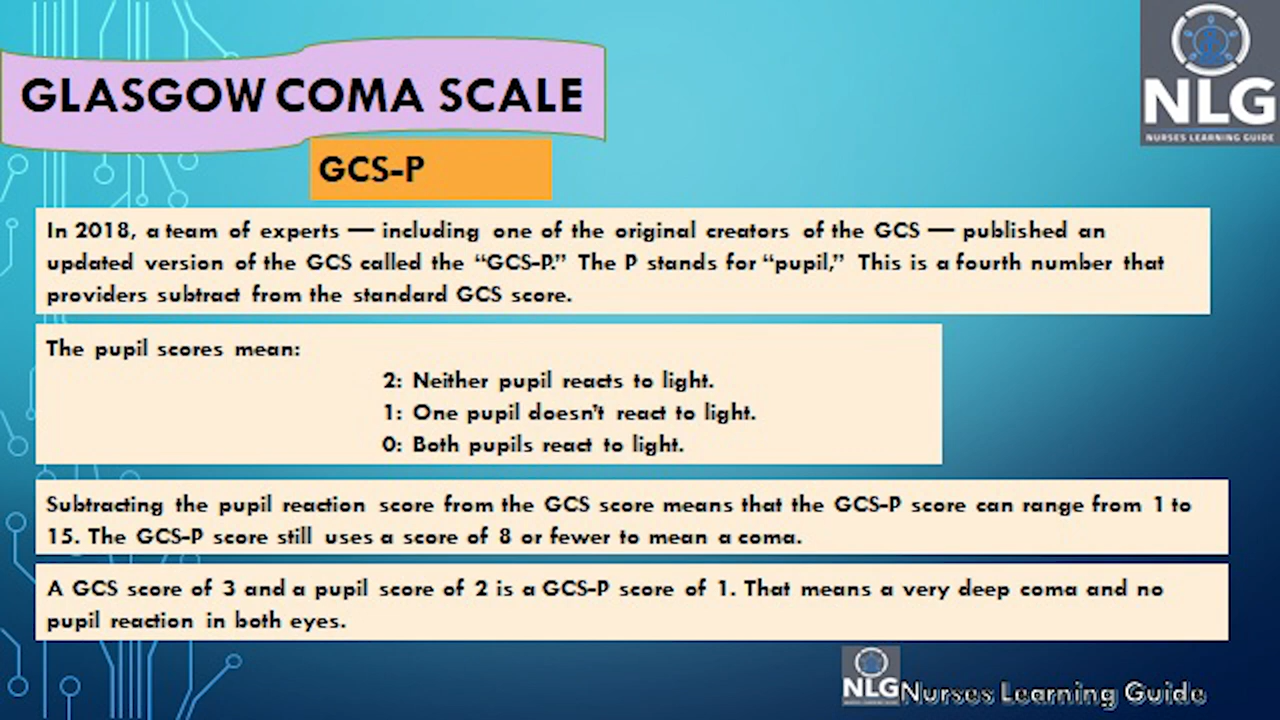 GLASGOW COMA SCALE
NLG
NURSES LEARNING GUIDE
GCS-P
In 2018, a team of experts — including one of the original creators of the GCS — published an
updated version of the GCS called the “GCS-P.” The P stands for “pupil,” This is a fourth number that
providers subtract from the standard GCS score.
The pupil scores mean:
2: Neither pupil reacts to light.
1: One pupil doesn’t react to light.
0: Both pupils react to light.
Subtracting the pupil reaction score from the GCS score means that the GCS-P score can range from 1 to
15. The GCS-P score still uses a score of 8 or fewer to mean a coma.
A GCS score of 3 and a pupil score of 2 is a GCS-P score of 1. That means a very deep coma and no
pupil reaction in both eyes.
NLG Nurses Learning Guide